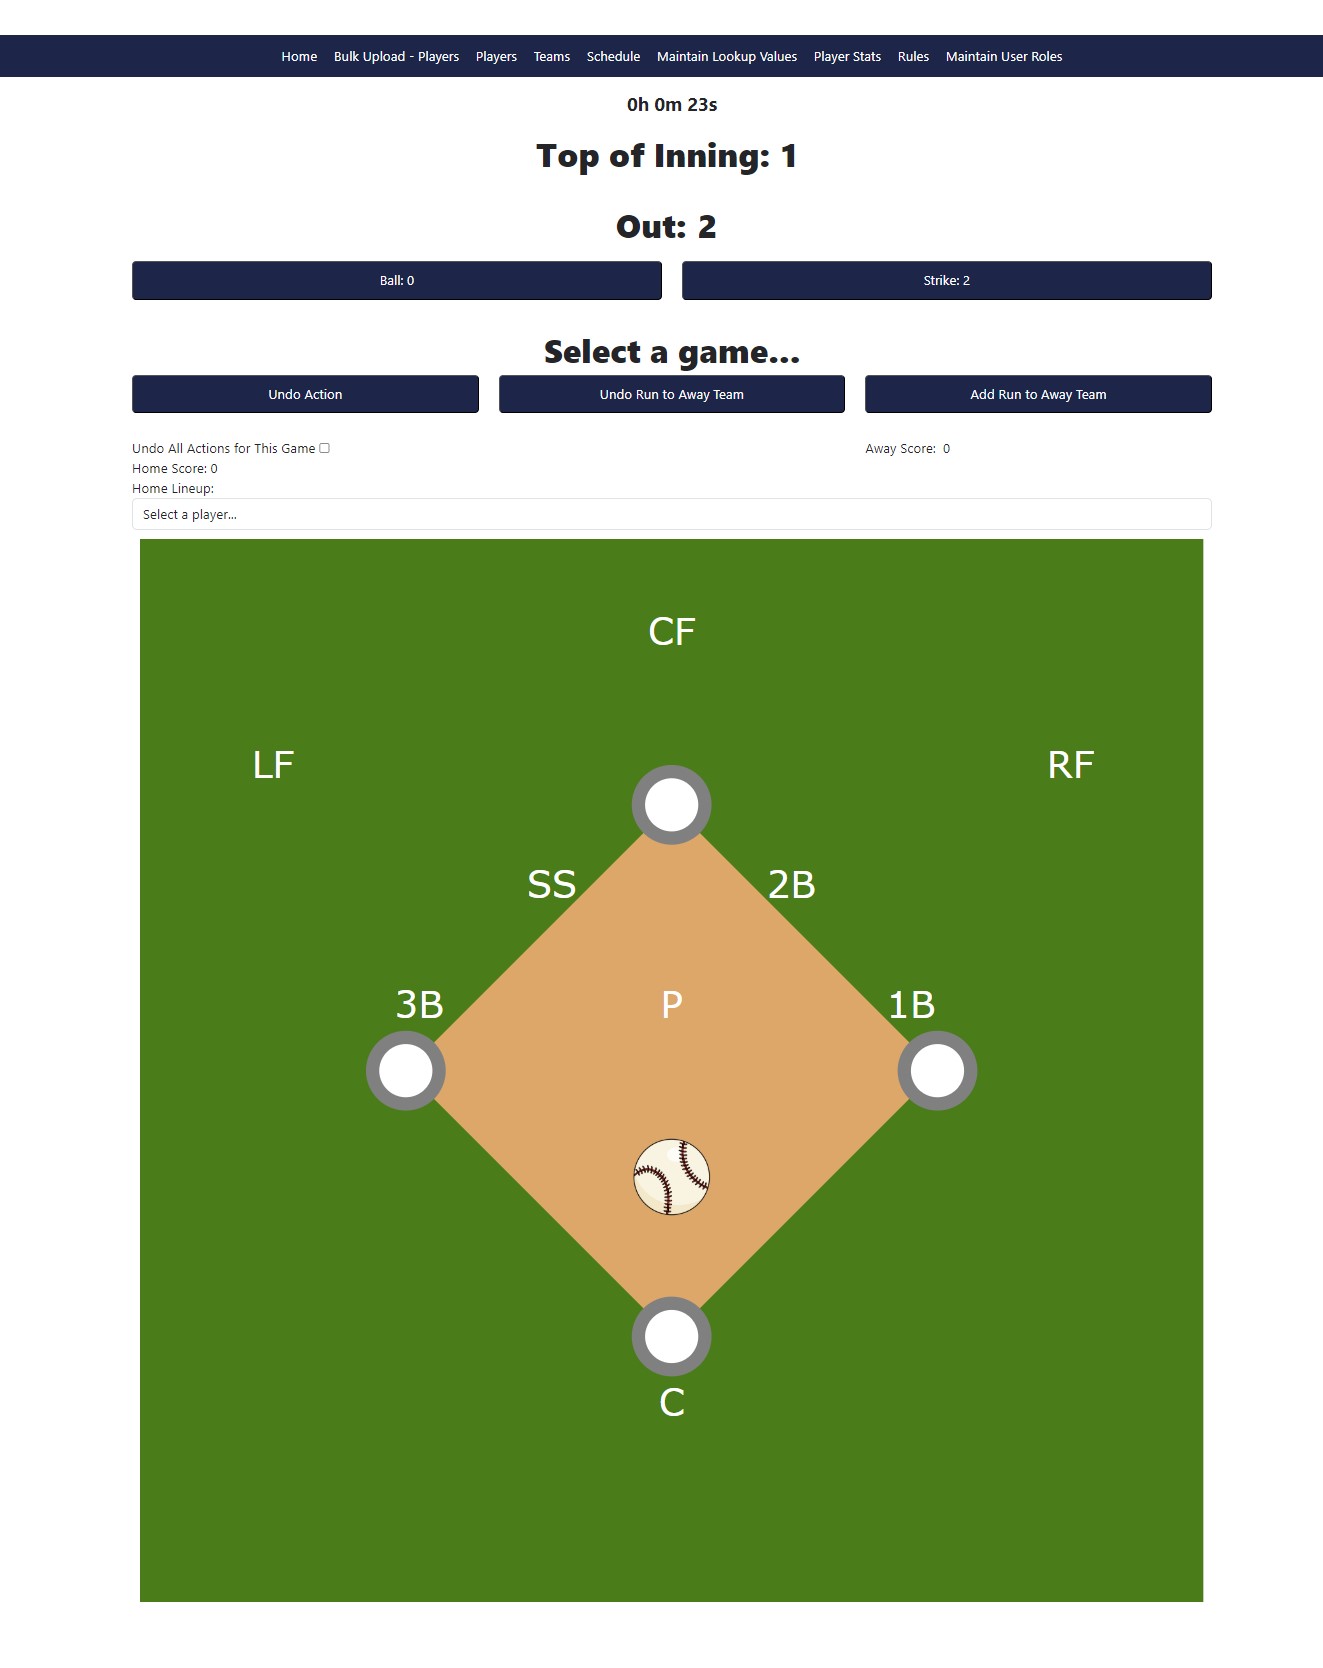 Home Bulk Upload - Players Players Teams Schedule Maintain Lookup Values Player Stats Rules Maintain User Roles
0h 0m 23s
Top of Inning: 1
Out: 2
Ball: 0 Strike: 2
Select a game...
Undo Action Undo Run to Away Team Add Run to Away Team
Undo All Actions for This Game Away Score: 0
Home Score: 0
Home Lineup:
Select a player...
CF
LF RF
SS 2B
3B P 1B
C